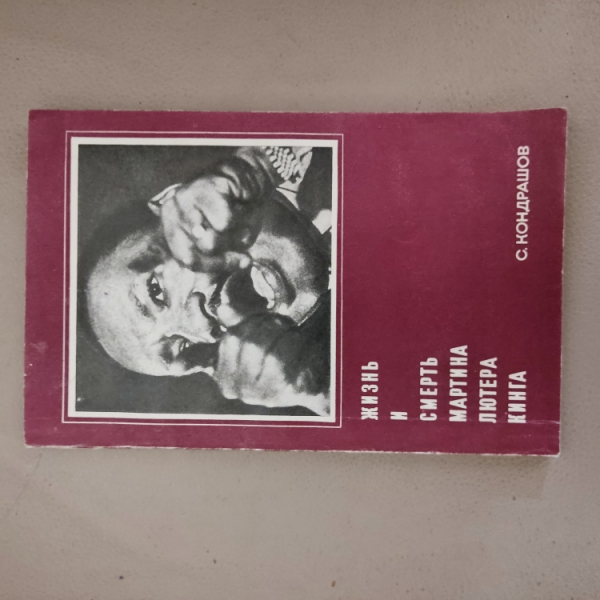 С. КОНДРАШОВ
ЖИЗНЬ
И
СМЕРТЬ
МАРТИНА
ЛЮТЕРА
КИНГА